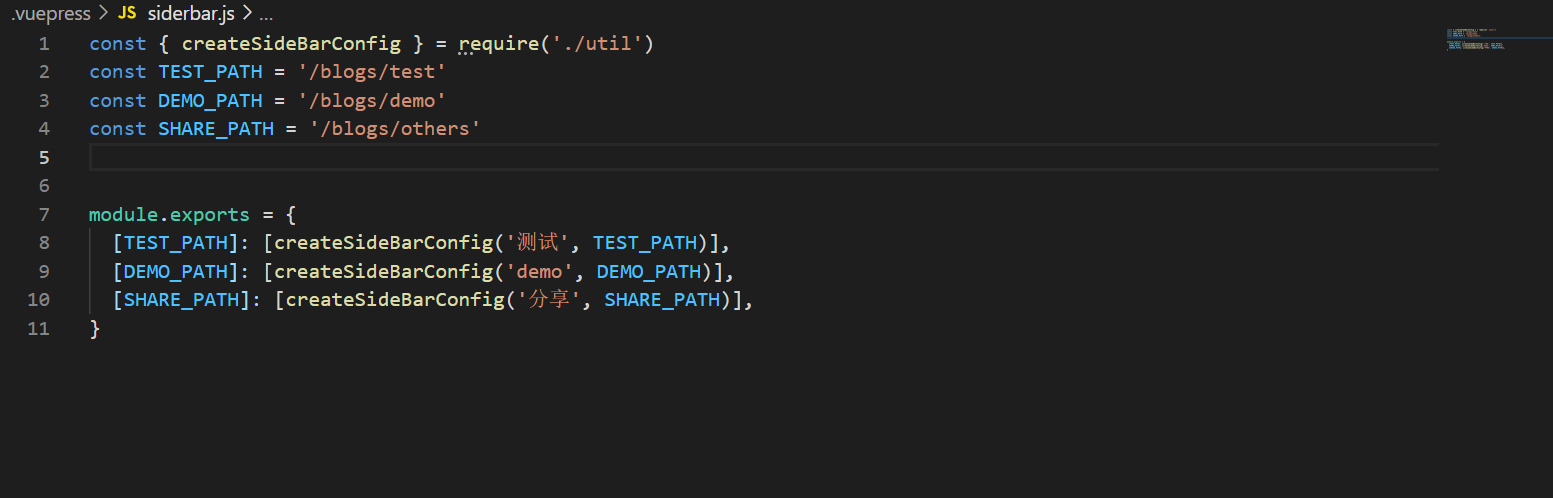 .vuepress > JS siderbar.js > ...
1 const { createSideBarConfig } = require('./util')
2 const TEST_PATH = '/blogs/test'
3 const DEMO_PATH = '/blogs/demo'
4 const SHARE_PATH = '/blogs/others'
5
6
7 module.exports = {
8 [TEST_PATH]: [createSideBarConfig('测试', TEST_PATH)],
9 [DEMO_PATH]: [createSideBarConfig('demo', DEMO_PATH)],
10 [SHARE_PATH]: [createSideBarConfig('分享', SHARE_PATH)],
11 }